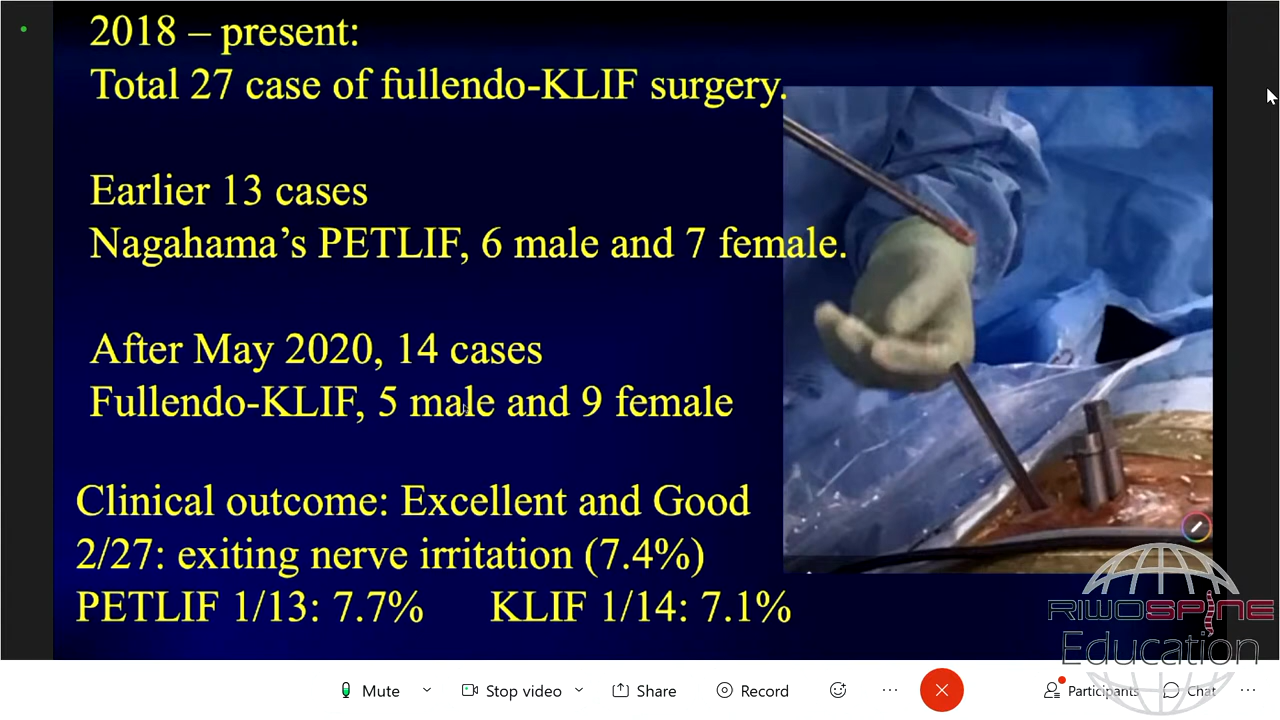 2018 – present:
Total 27 case of fullendo-KLIF surgery.
Earlier 13 cases
Nagahama’s PETLIF, 6 male and 7 female.
After May 2020, 14 cases
Fullendo-KLIF, 5 male and 9 female
Clinical outcome: Excellent and Good
2/27: exiting nerve irritation (7.4%)
PETLIF 1/13: 7.7% KLIF 1/14: 7.1%
RIWOSPINE
Education
Mute Stop video Share Record Participants Chat